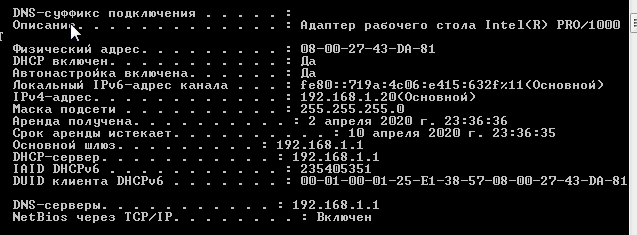 DNS-суффикс подключения . . . . . :
Описание. . . . . . . . . . . . . : Адаптер рабочего стола Intel(R) PRO/1000
Физический адрес. . . . . . . . . : 08-00-27-43-DA-81
DHCP включен. . . . . . . . . . . : Да
Автонастройка включена. . . . . . : Да
Локальный IPv6-адрес канала . . . : fe80::719a:4c06:e415:632f%11(Основной)
IPv4-адрес. . . . . . . . . . . . : 192.168.1.20(Основной)
Маска подсети . . . . . . . . . . : 255.255.255.0
Аренда получена. . . . . . . . . . : 2 апреля 2020 г. 23:36:36
Срок аренды истекает. . . . . . . . . . : 10 апреля 2020 г. 23:36:35
Основной шлюз. . . . . . . . . : 192.168.1.1
DHCP-сервер. . . . . . . . . . . : 192.168.1.1
IAID DHCPv6 . . . . . . . . . . . : 235405351
DUID клиента DHCPv6 . . . . . . . : 00-01-00-01-25-E1-38-57-08-00-27-43-DA-81
DNS-серверы. . . . . . . . . . . : 192.168.1.1
NetBios через TCP/IP. . . . . . . . : Включен